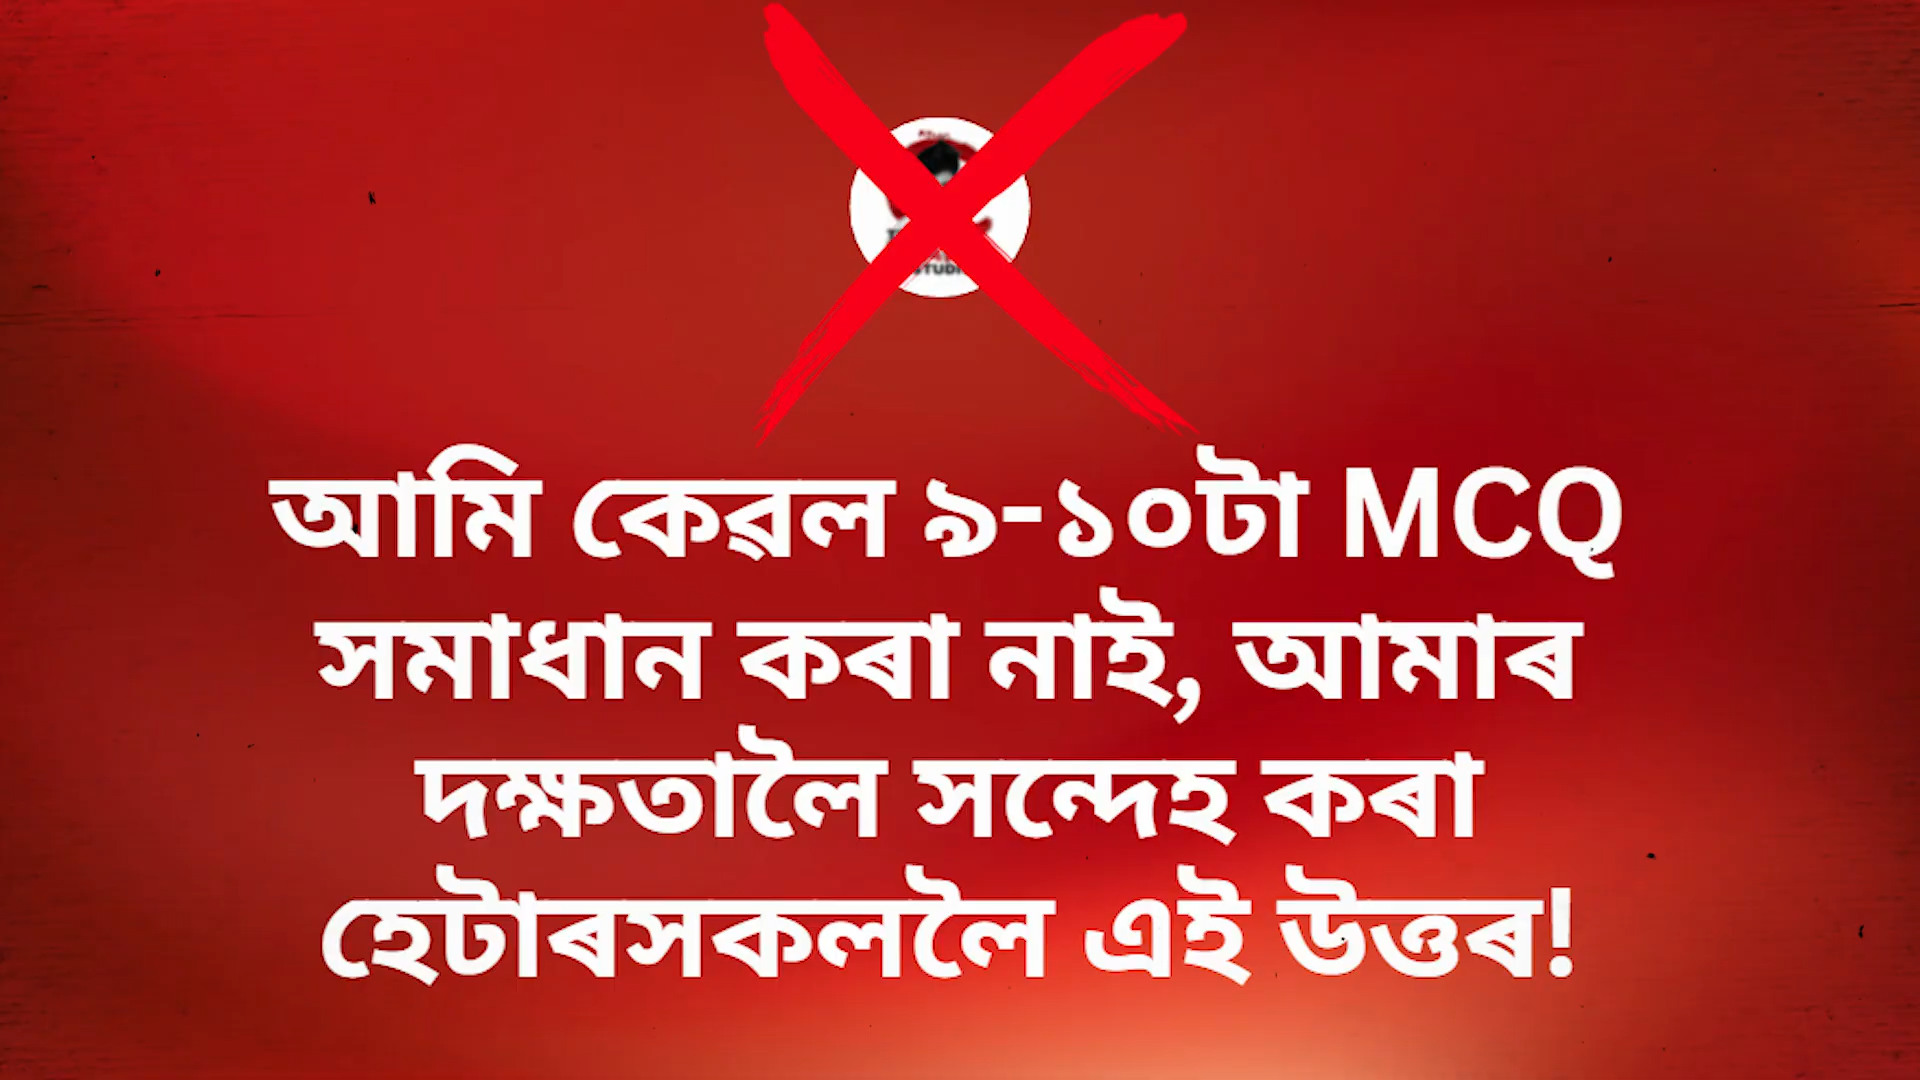 আমি কেৱল ৯-১০টা MCQ
সমাধান কৰা নাই, আমাৰ
দক্ষতালৈ সন্দেহ কৰা
হেটাৰসকললৈ এই উত্তৰ!